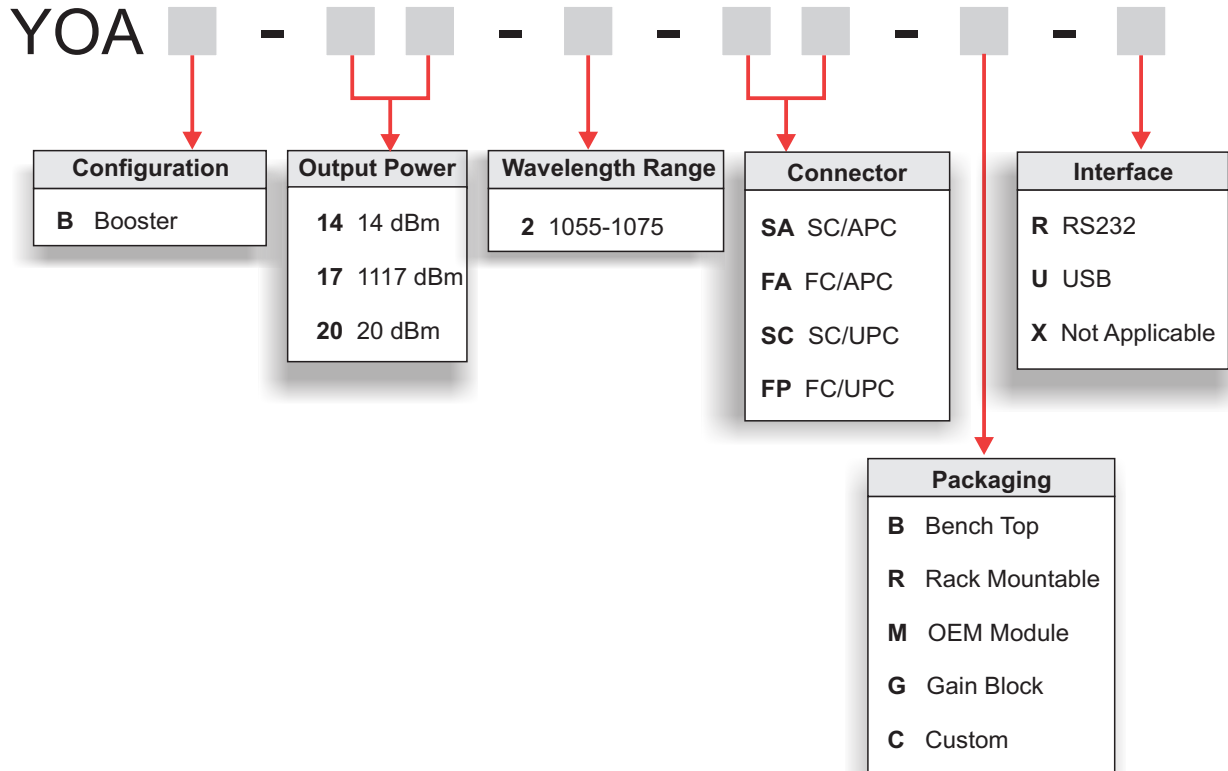 YOA - - - - -
Configuration
B Booster
Output Power
14 14 dBm
17 1117 dBm
20 20 dBm
Wavelength Range
2 1055-1075
Connector
SA SC/APC
FA FC/APC
SC SC/UPC
FP FC/UPC
Interface
R RS232
U USB
X Not Applicable
Packaging
B Bench Top
R Rack Mountable
M OEM Module
G Gain Block
C Custom